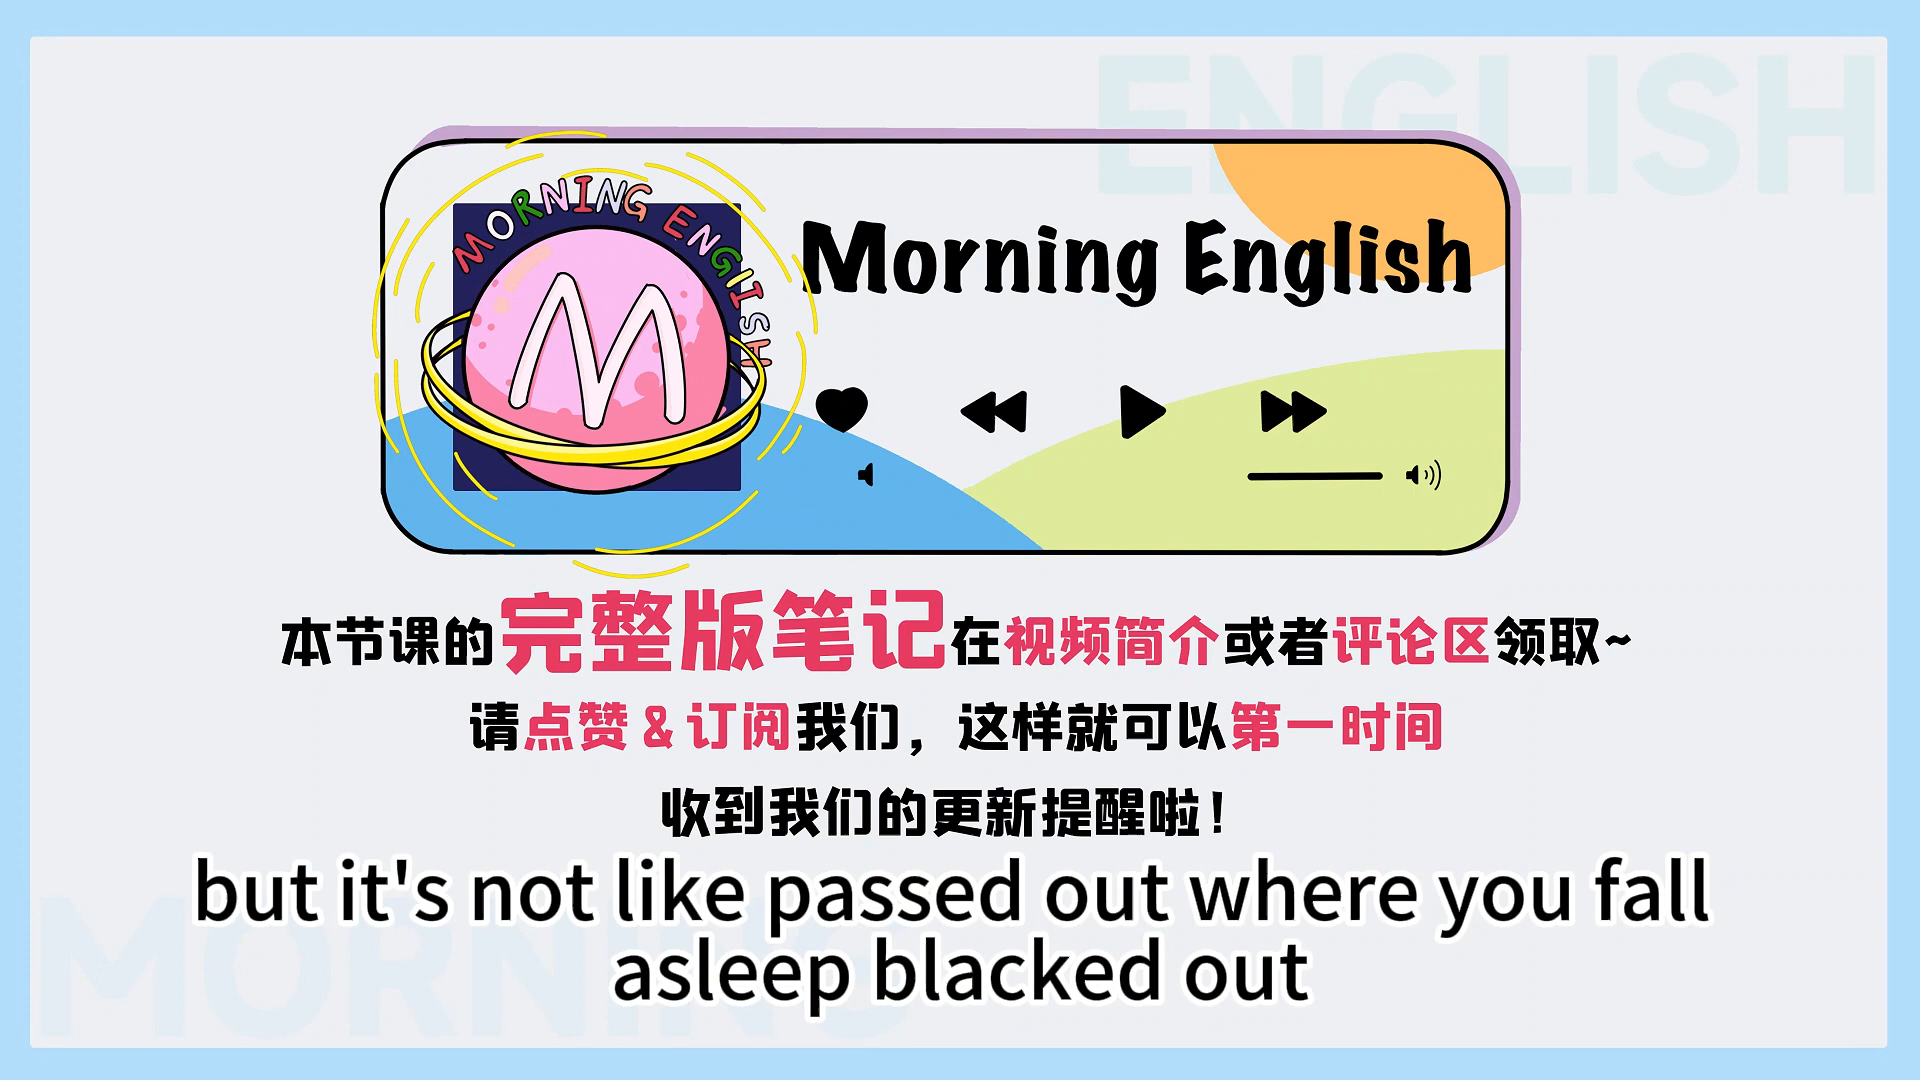 ENGLISH
MORNING ENGLISH
M
Morning English
本节课的完整版笔记在视频简介或者评论区领取~
请点赞&订阅我们，这样就可以第一时间
收到我们的更新提醒啦！
but it's not like passed out where you fall
asleep blacked out
MORNING